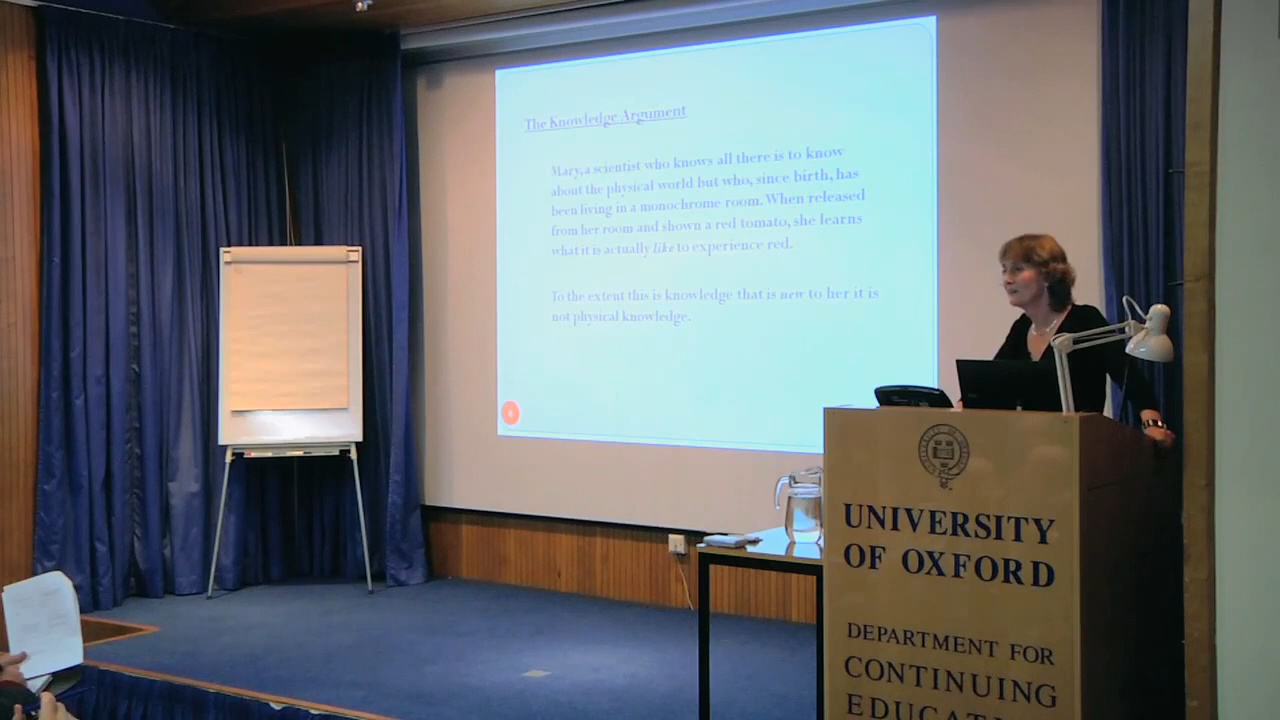 The Knowledge Argument
Mary, a scientist who knows all there is to know
about the physical world but who, since birth, has
been living in a monochrome room. When released
from her room and shown a red tomato, she learns
what it is actually like to experience red.
To the extent this is knowledge that is new to her it is
not physical knowledge.
UNIVERSITY
OF OXFORD
DEPARTMENT FOR
CONTINUING